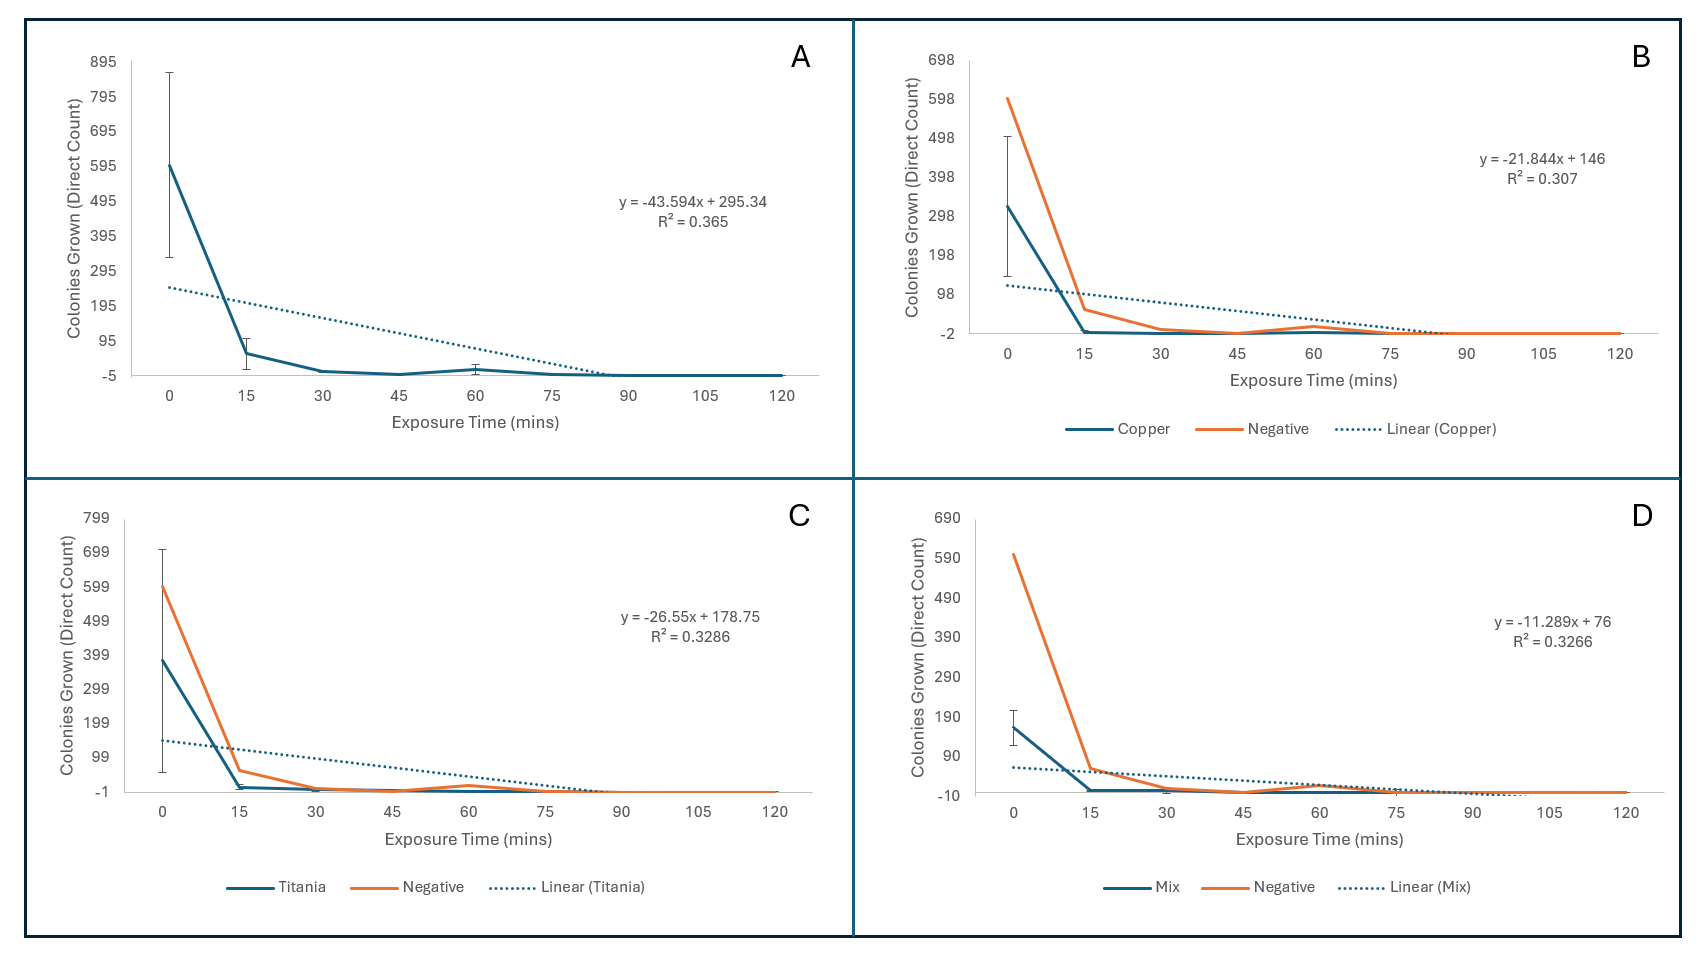 A
895
795
695
595
495
395
295
195
95
-5
Colonies Grown (Direct Count)
y = -43.594x + 295.34
R² = 0.365
0 15 30 45 60 75 90 105 120
Exposure Time (mins)
B
698
598
498
398
298
198
98
-2
Colonies Grown (Direct Count)
y = -21.844x + 146
R² = 0.307
0 15 30 45 60 75 90 105 120
Exposure Time (mins)
Copper Negative Linear (Copper)
C
799
699
599
499
399
299
199
99
-1
Colonies Grown (Direct Count)
y = -26.55x + 178.75
R² = 0.3286
0 15 30 45 60 75 90 105 120
Exposure Time (mins)
Titania Negative Linear (Titania)
D
690
590
490
390
290
190
90
-10
Colonies Grown (Direct Count)
y = -11.289x + 76
R² = 0.3266
0 15 30 45 60 75 90 105 120
Exposure Time (mins)
Mix Negative Linear (Mix)